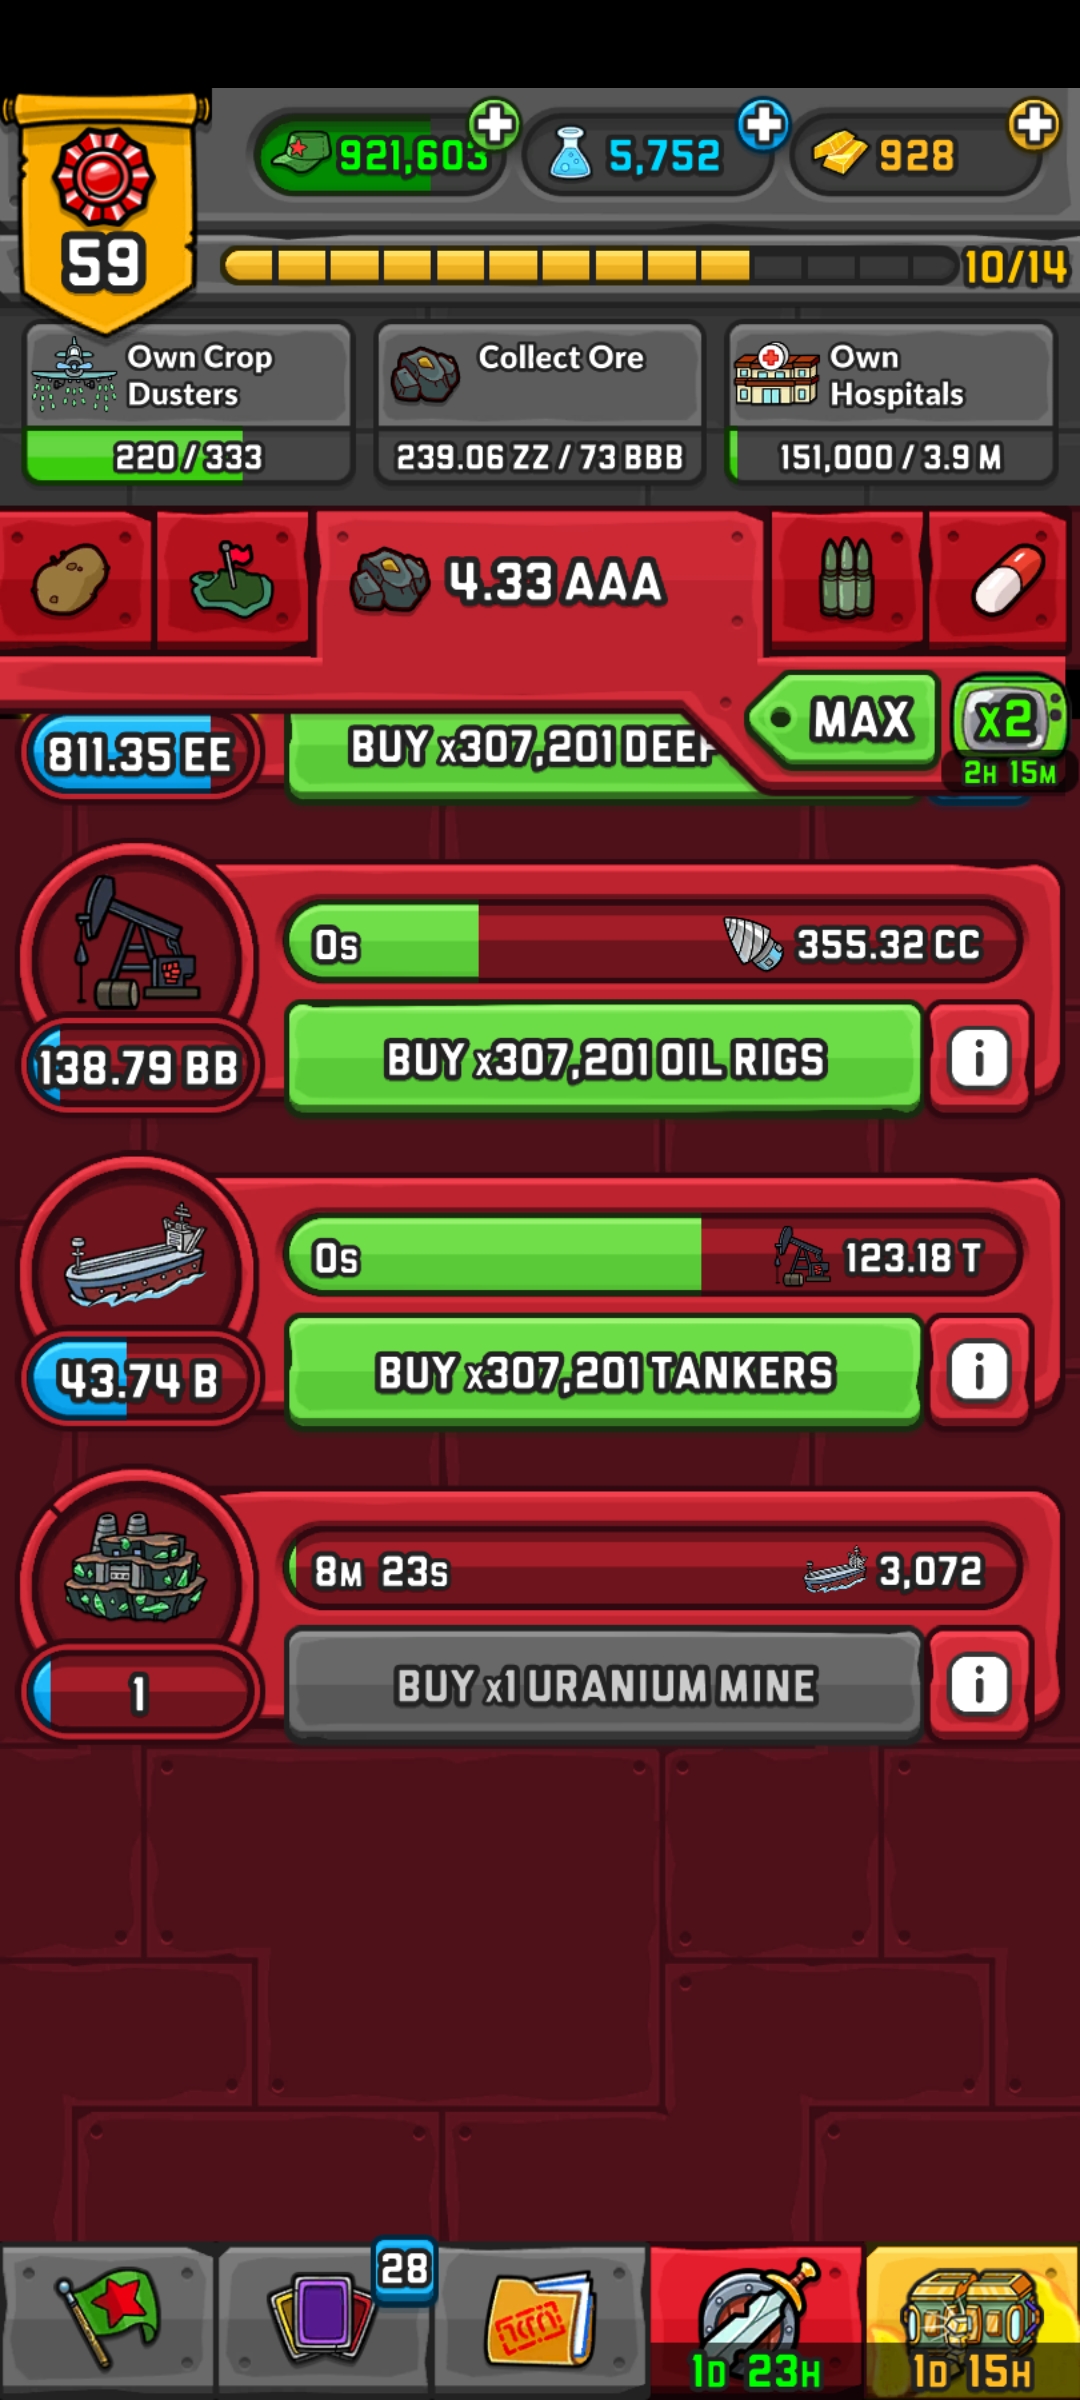 921,603
5,752
928
59
10/14
Own Crop
Dusters
220/333
Collect Ore
239.06 ZZ / 73 BBB
Own
Hospitals
151,000 / 3.9 M
4.33 AAA
MAX
x2
2H 15M
811.35 EE
BUY x307,201 DEEP
0s
355.32 CC
138.79 BB
BUY x307,201 OIL RIGS
i
0s
123.18 T
43.74 B
BUY x307,201 TANKERS
i
8M 23s
3,072
1
BUY x1 URANIUM MINE
i
28
1D 23H
1D 15H